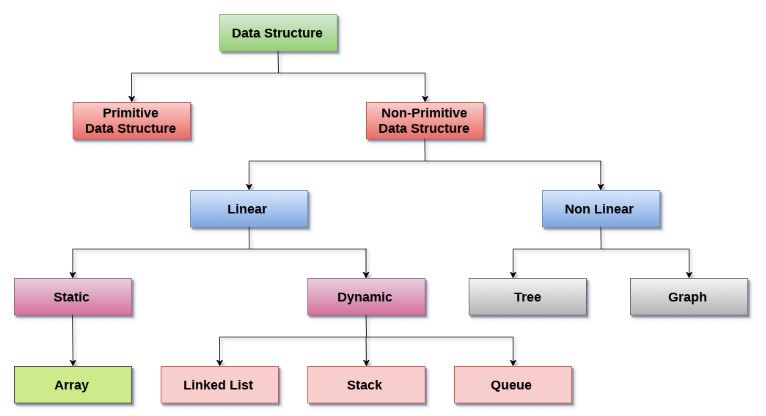 Data Structure
Primitive
Data Structure
Non-Primitive
Data Structure
Linear
Non Linear
Static
Dynamic
Tree
Graph
Array
Linked List
Stack
Queue